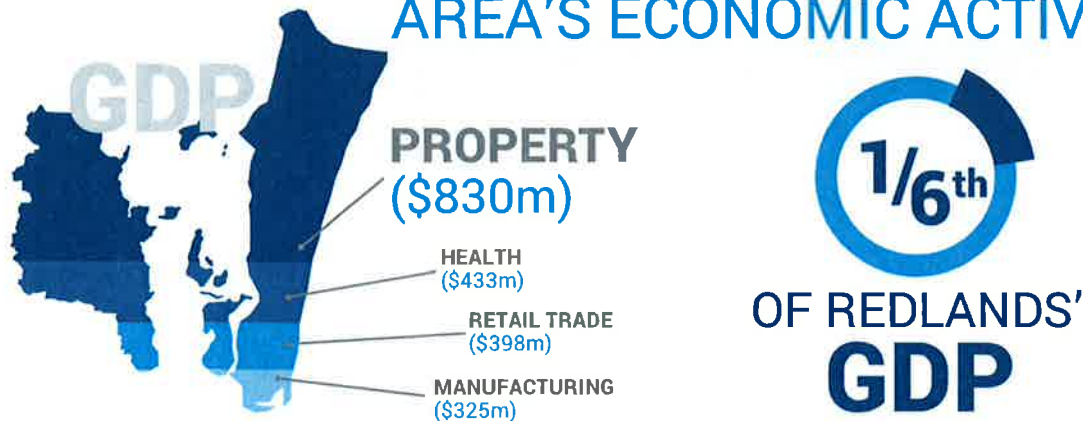 AREA'S ECONOMIC ACTIV
GDP
PROPERTY
($830m)
HEALTH
($433m)
RETAIL TRADE
($398m)
MANUFACTURING
($325m)
1/6th
OF REDLANDS'
GDP